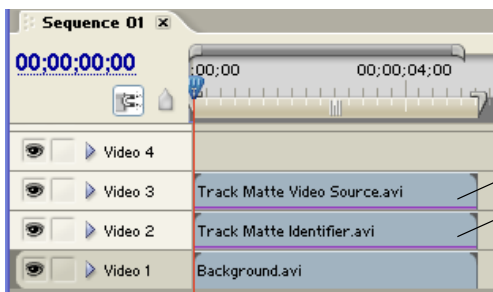 Sequence 01 x
00;00;00;00
;00;00 00;00;04;00
Video 4
Video 3 Track Matte Video Source.avi
Video 2 Track Matte Identifier.avi
Video 1 Background.avi